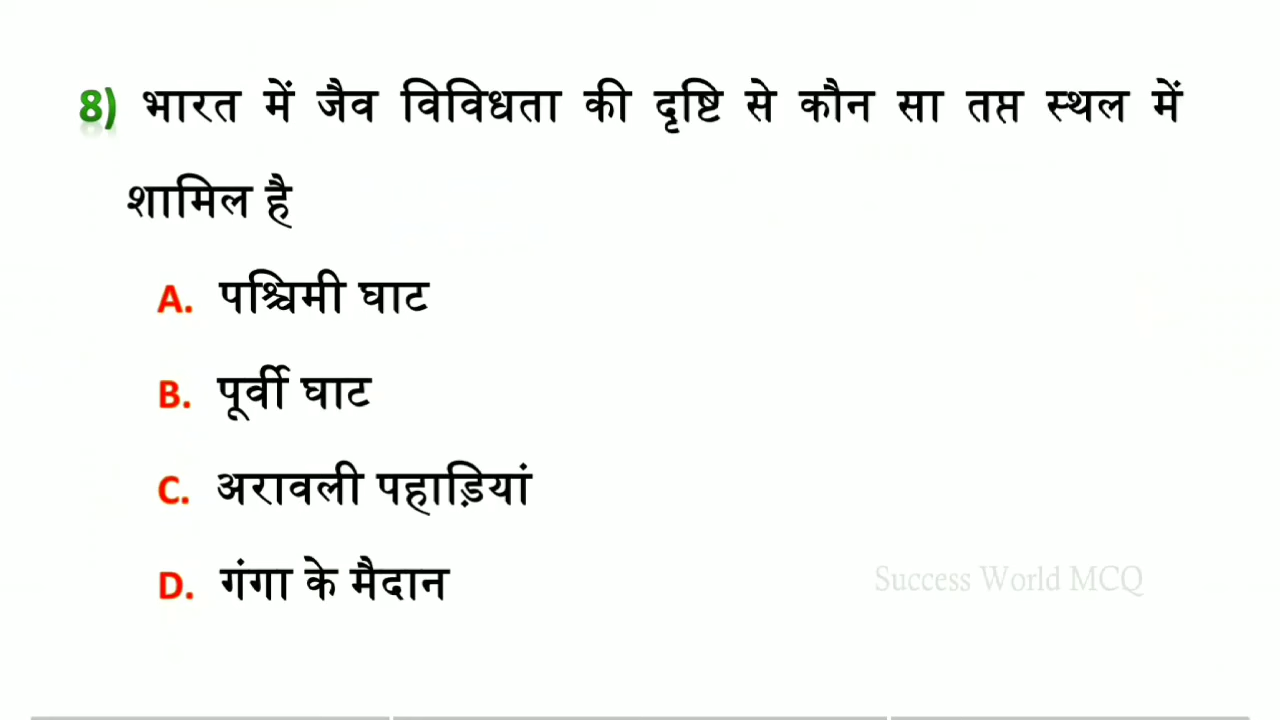 8) भारत में जैव विविधता की दृष्टि से कौन सा तप्त स्थल में
शामिल है
A. पश्चिमी घाट
B. पूर्वी घाट
C. अरावली पहाड़ियां
D. गंगा के मैदान
Success World MCQ